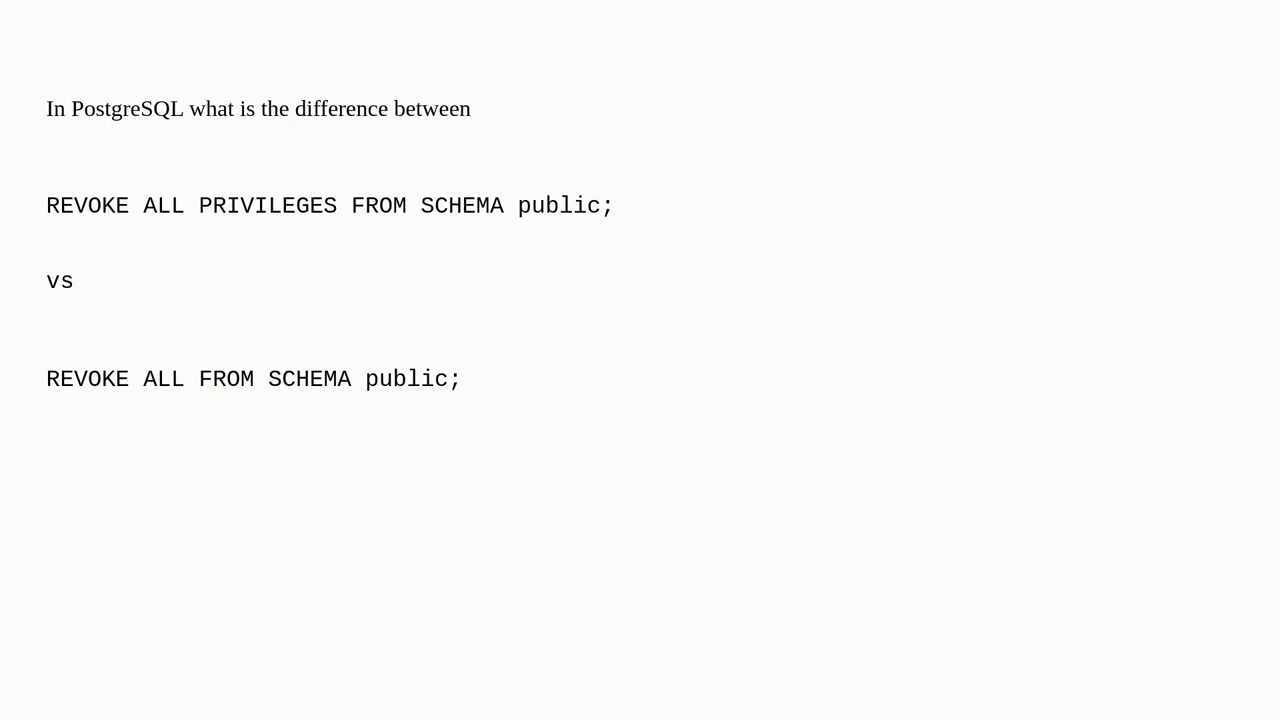 In PostgreSQL what is the difference between
REVOKE ALL PRIVILEGES FROM SCHEMA public;
vs
REVOKE ALL FROM SCHEMA public;